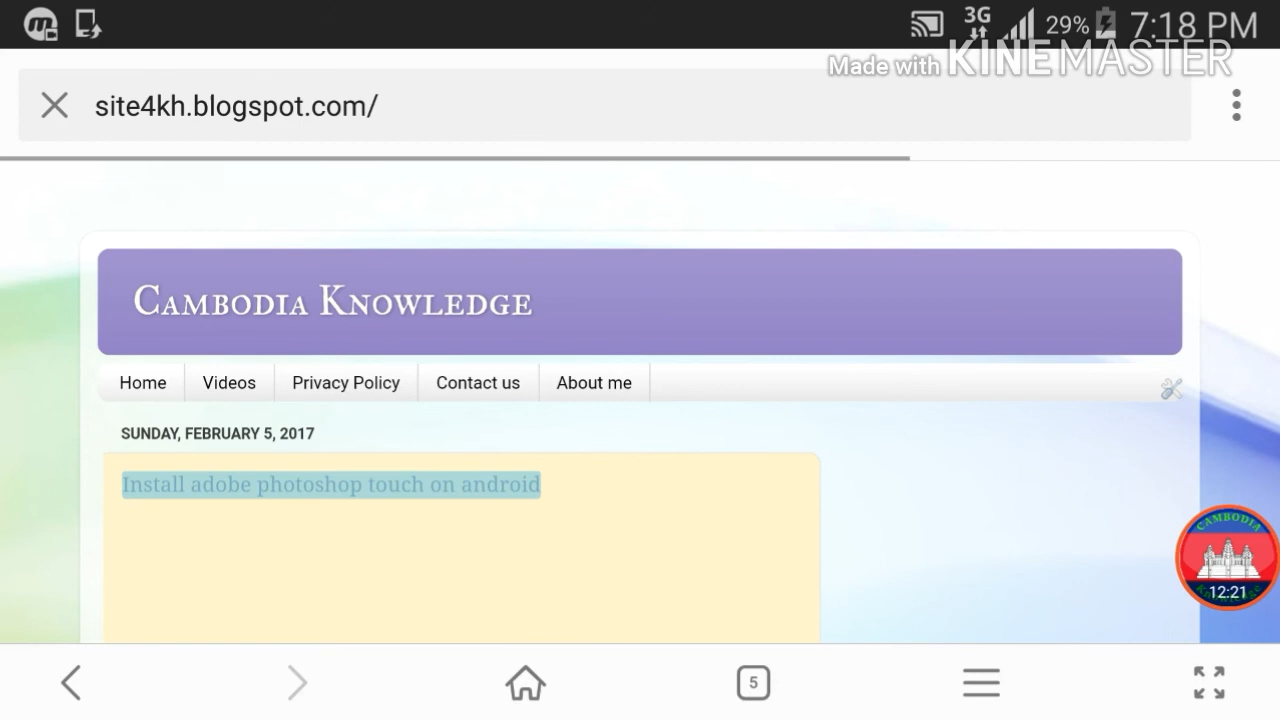 3G 29% 7:18 PM
Made with KINEMASTER
site4kh.blogspot.com/
Cambodia Knowledge
Home Videos Privacy Policy Contact us About me
SUNDAY, FEBRUARY 5, 2017
Install adobe photoshop touch on android
CAMBODIA
12:21
Knowledge
5